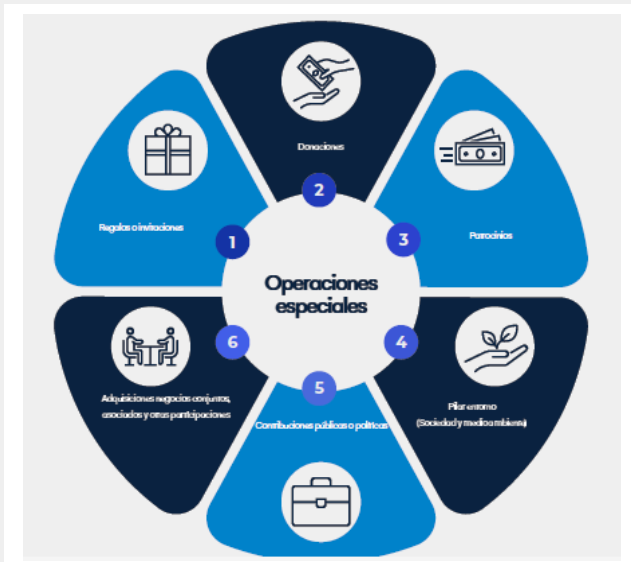 Operaciones
especiales
1
Regalos o invitaciones
2
Donaciones
3
Patrocinios
4
Pilar entorno
(Sociedad y medio ambiente)
5
Contribuciones públicas o políticas
6
Adquisiciones negocios conjuntos,
asociados y otras participaciones